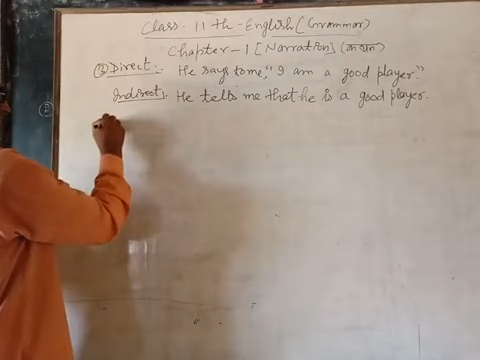 Class - 11 th - English [Grammar)
Chapter - 1 [Narration] (कथन)
② Direct :- He says to me, "I am a good player."
Indirect :- He tells me that he is a good player.